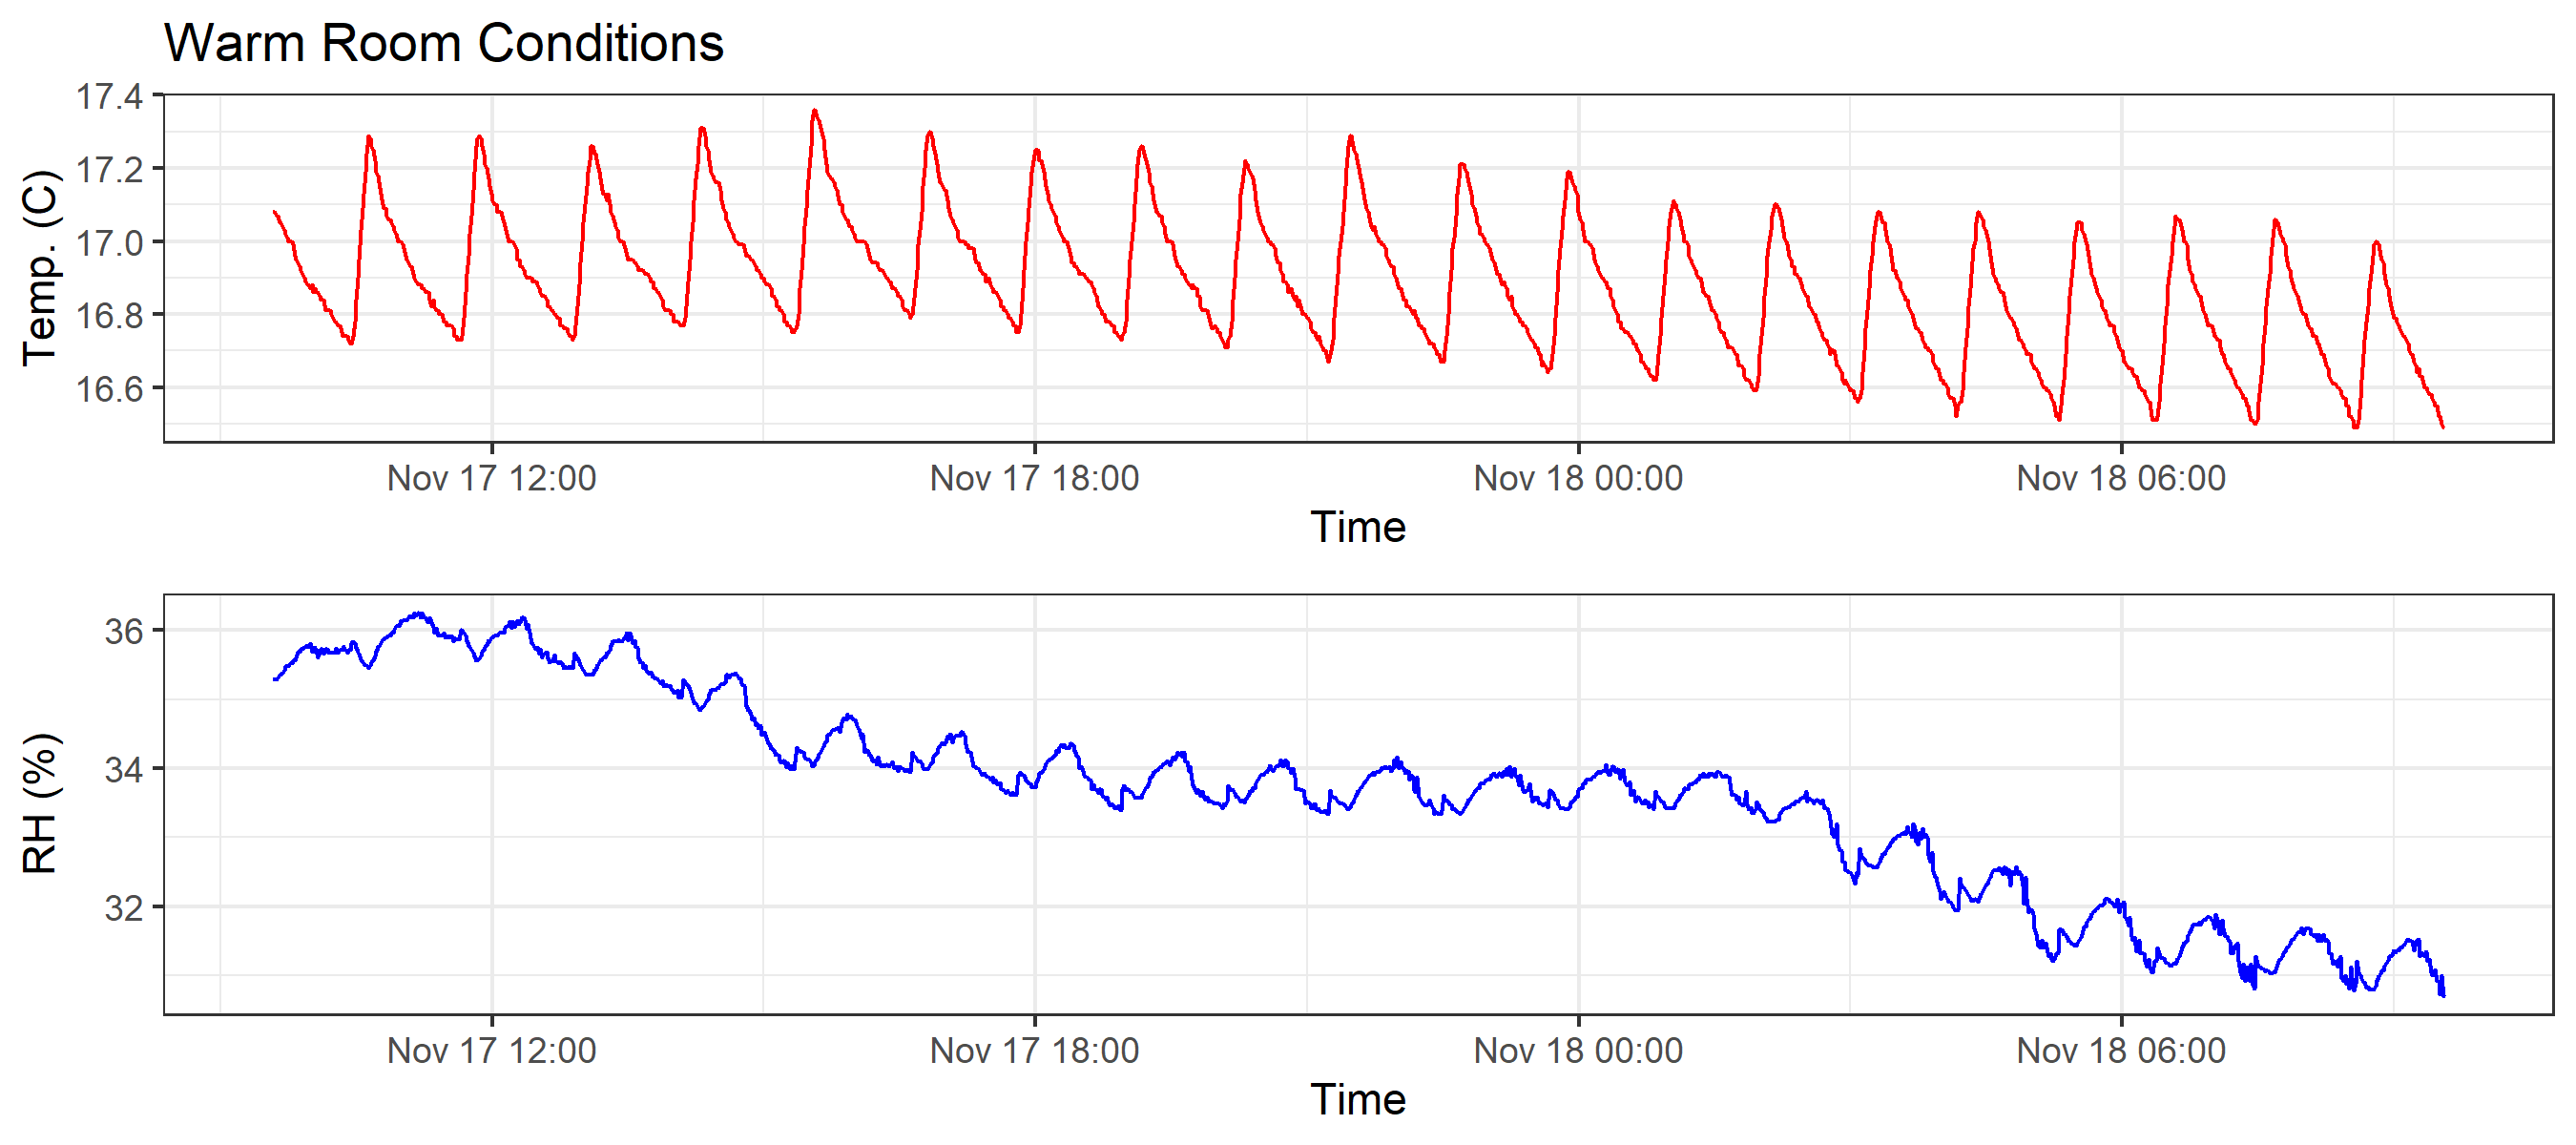 Warm Room Conditions
Temp. (C)
17.4
17.2
17.0
16.8
16.6
Nov 17 12:00 Nov 17 18:00 Nov 18 00:00 Nov 18 06:00
Time
RH (%)
36
34
32
Nov 17 12:00 Nov 17 18:00 Nov 18 00:00 Nov 18 06:00
Time